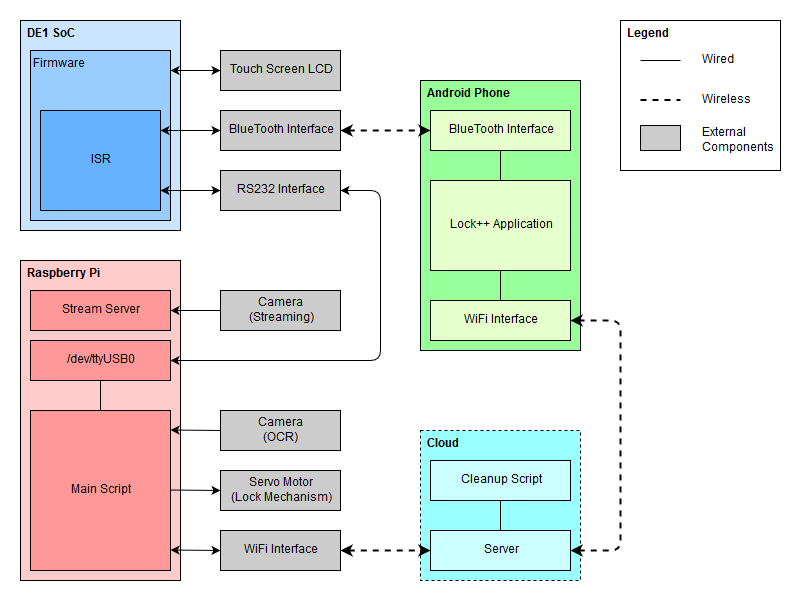 DE1 SoC
Firmware
ISR
Touch Screen LCD
BlueTooth Interface
RS232 Interface
Android Phone
BlueTooth Interface
Lock++ Application
WiFi Interface
Legend
Wired
Wireless
External
Components
Raspberry Pi
Stream Server
/dev/ttyUSB0
Main Script
Camera
(Streaming)
Camera
(OCR)
Servo Motor
(Lock Mechanism)
WiFi Interface
Cloud
Cleanup Script
Server